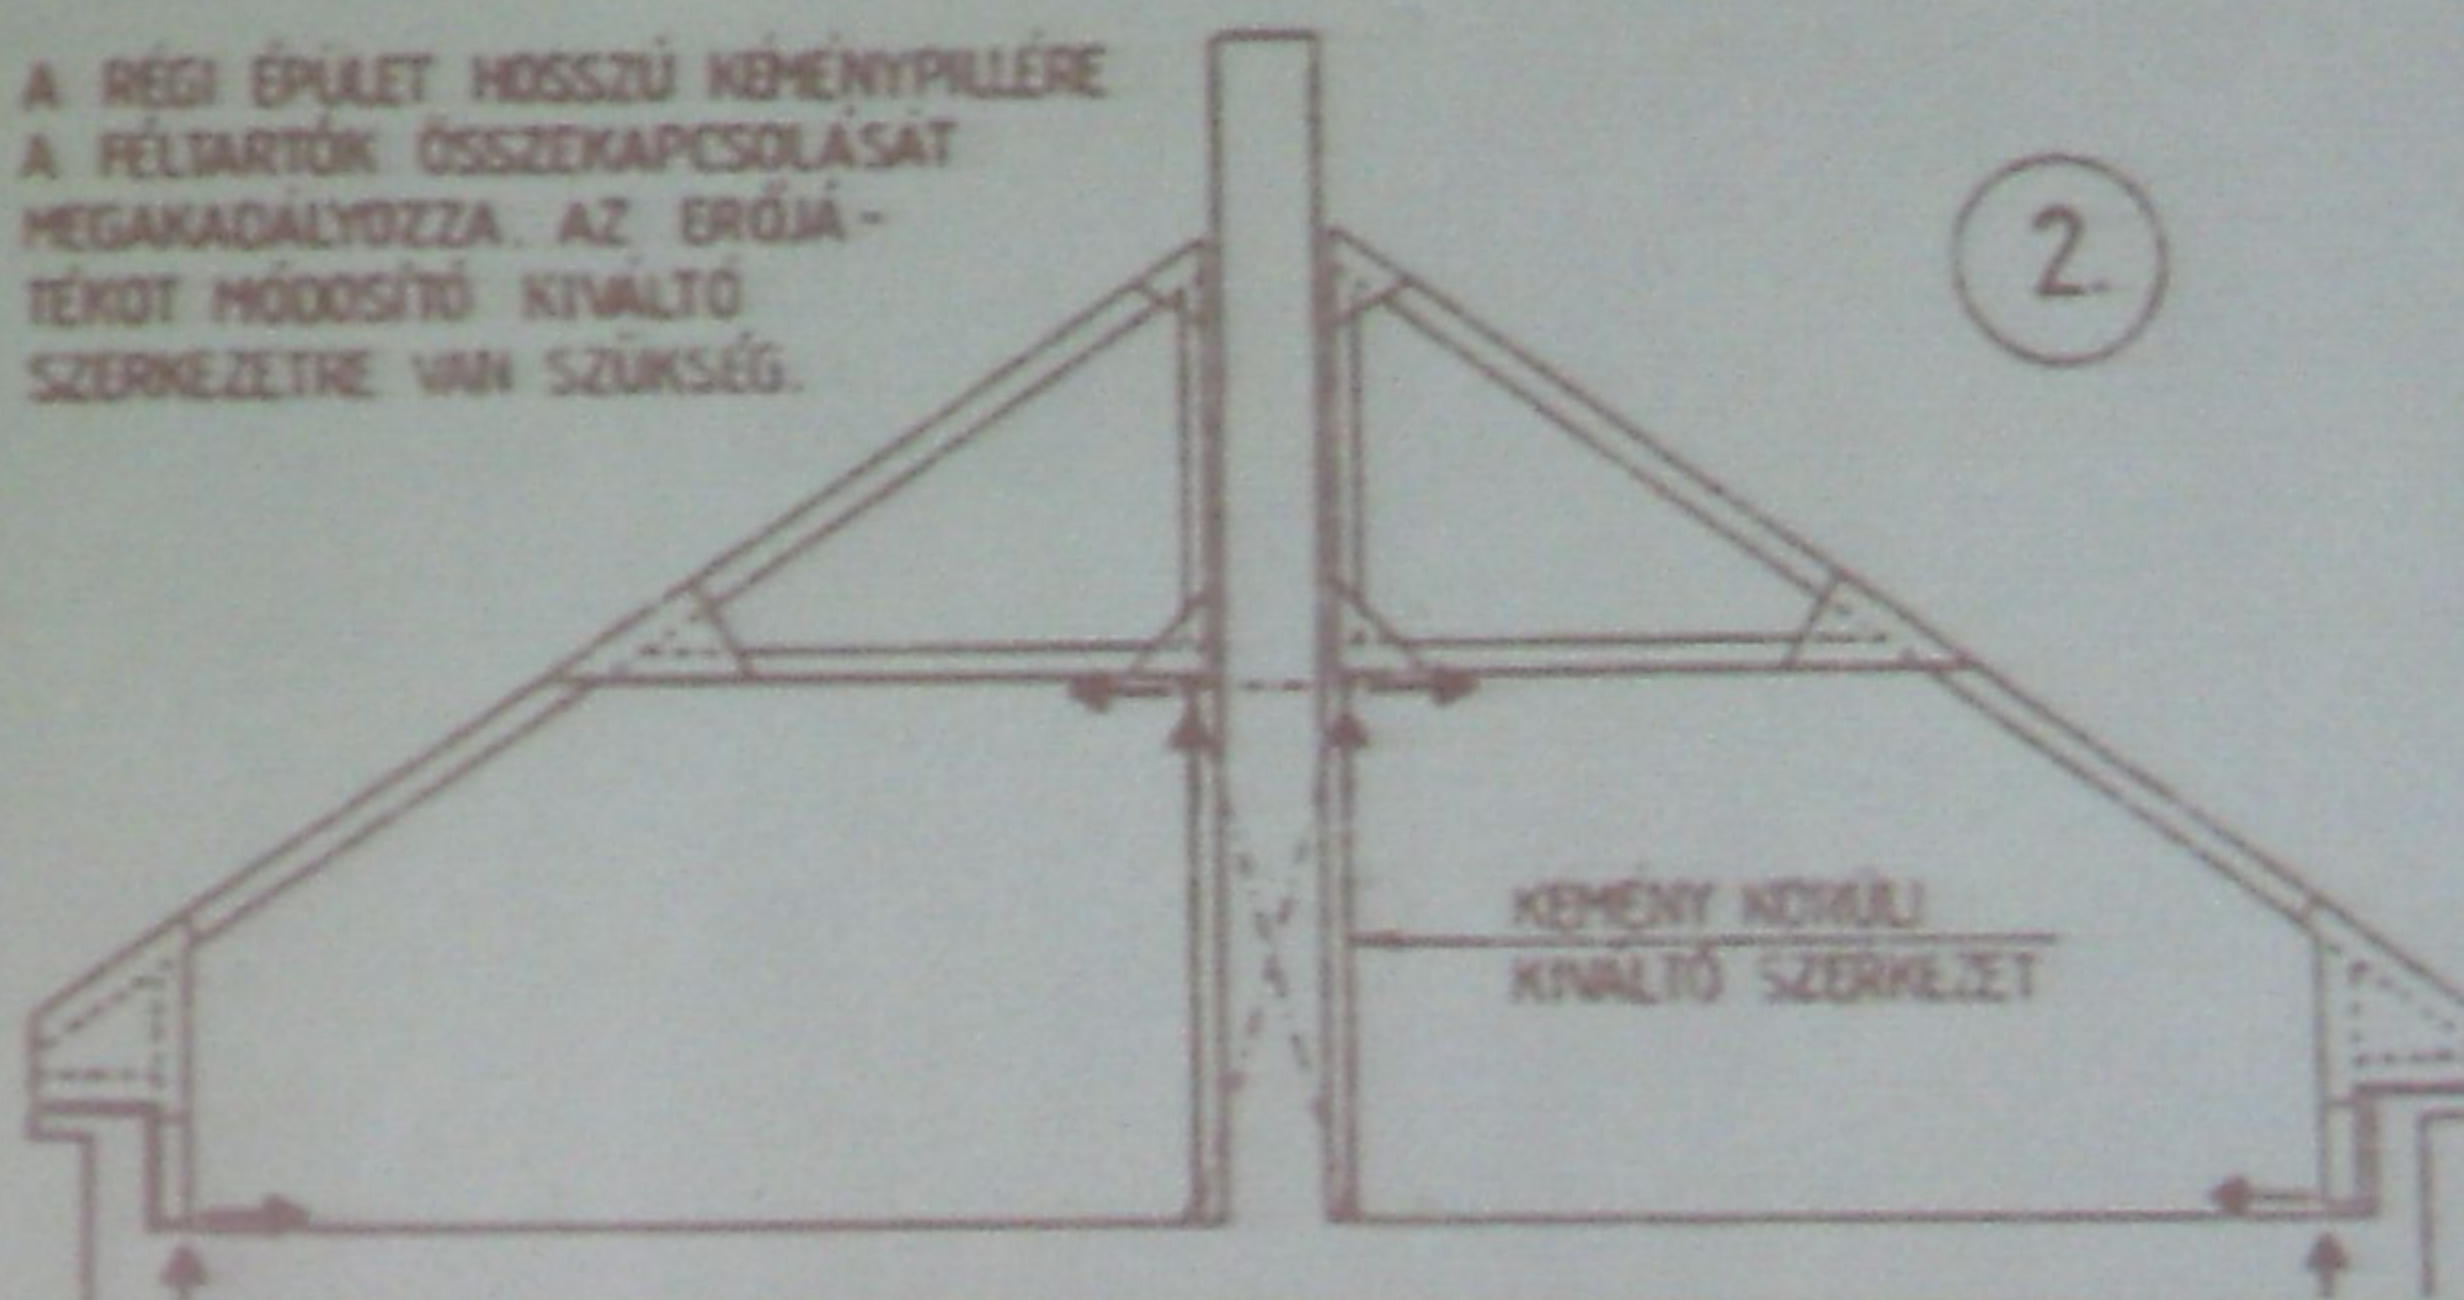 A RÉGI ÉPÜLET HOSSZÚ KÉMÉNYPILLÉRE
A FÉLTARTÓK ÖSSZEKAPCSOLÁSÁT
MEGAKADÁLYOZZA. AZ ERŐJÁ-
TÉKOT MÓDOSÍTÓ KIVÁLTÓ
SZERKEZETRE VAN SZÜKSÉG.
2.
KÉMÉNY KÖRÜLI
KIVÁLTÓ SZERKEZET